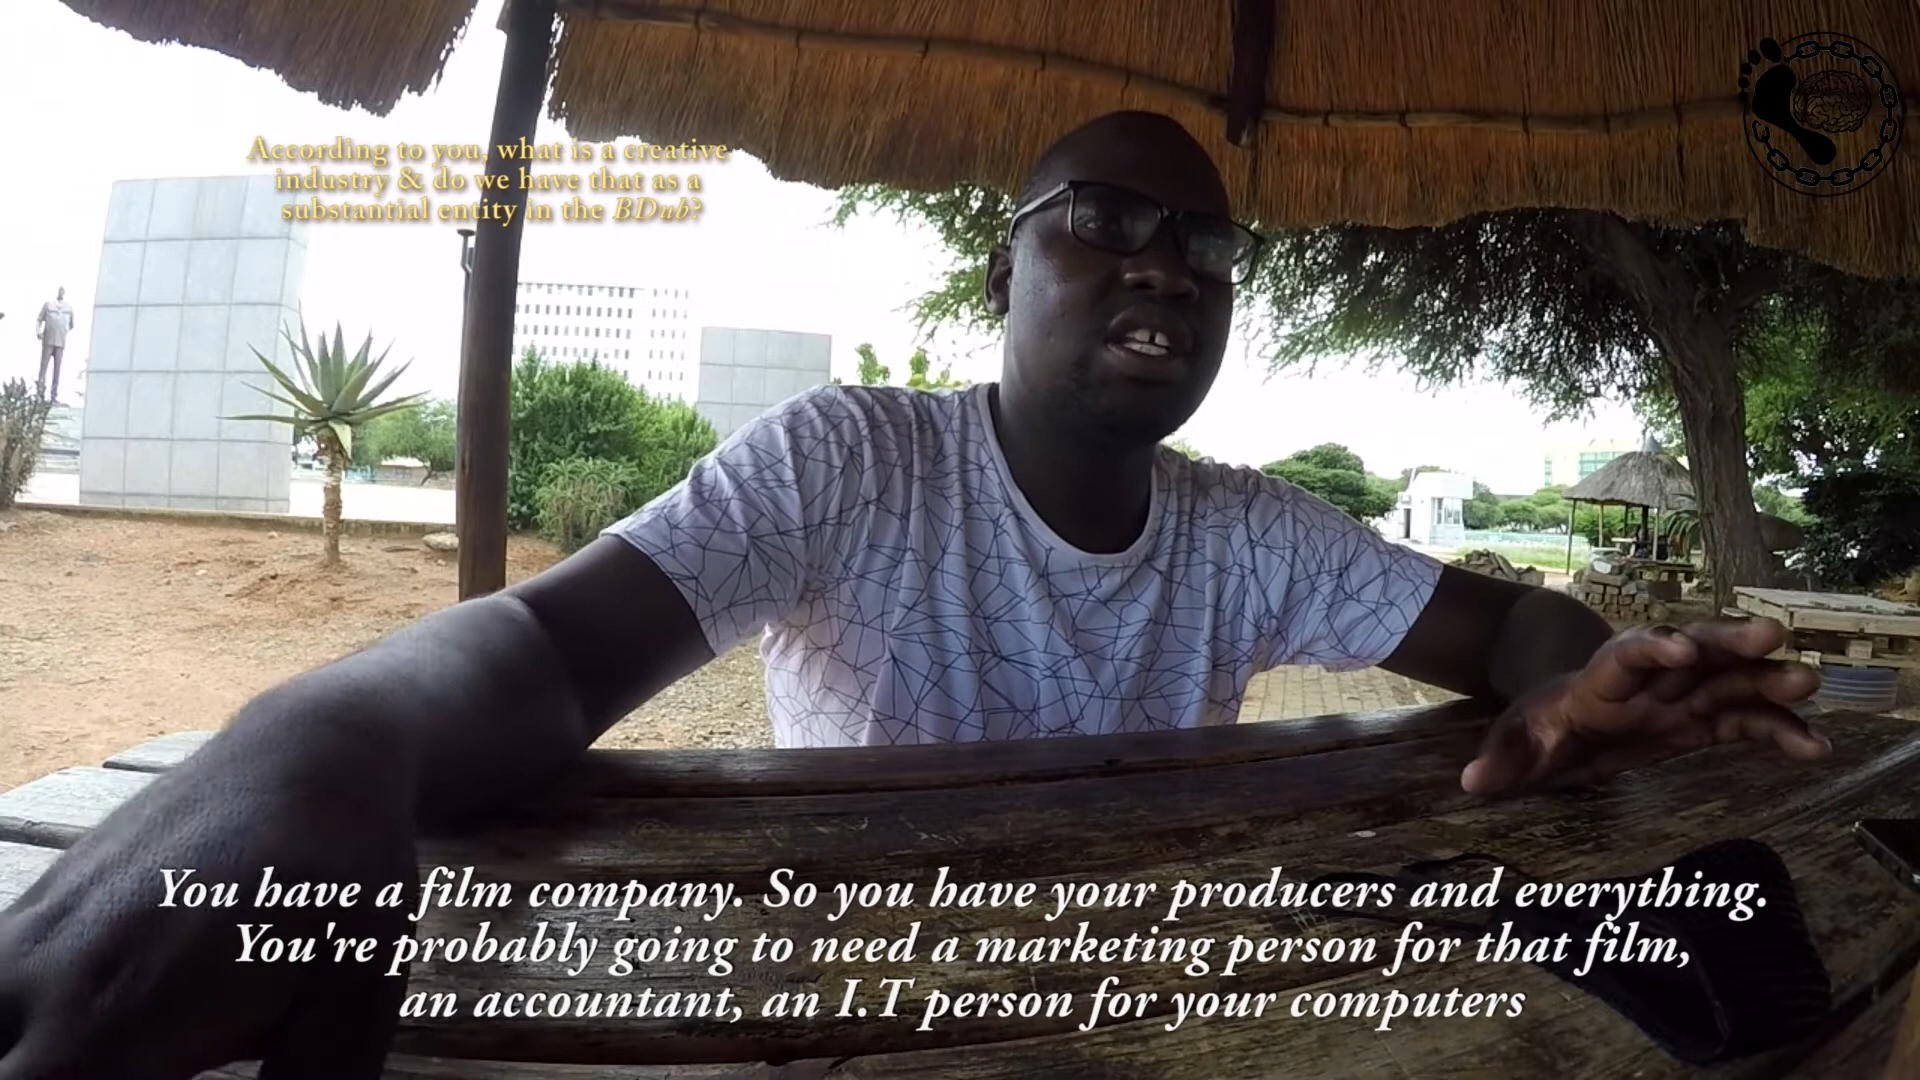 According to you, what is a creative
industry & do we have that as a
substantial entity in the BDub?
You have a film company. So you have your producers and everything.
You're probably going to need a marketing person for that film,
an accountant, an I.T person for your computers